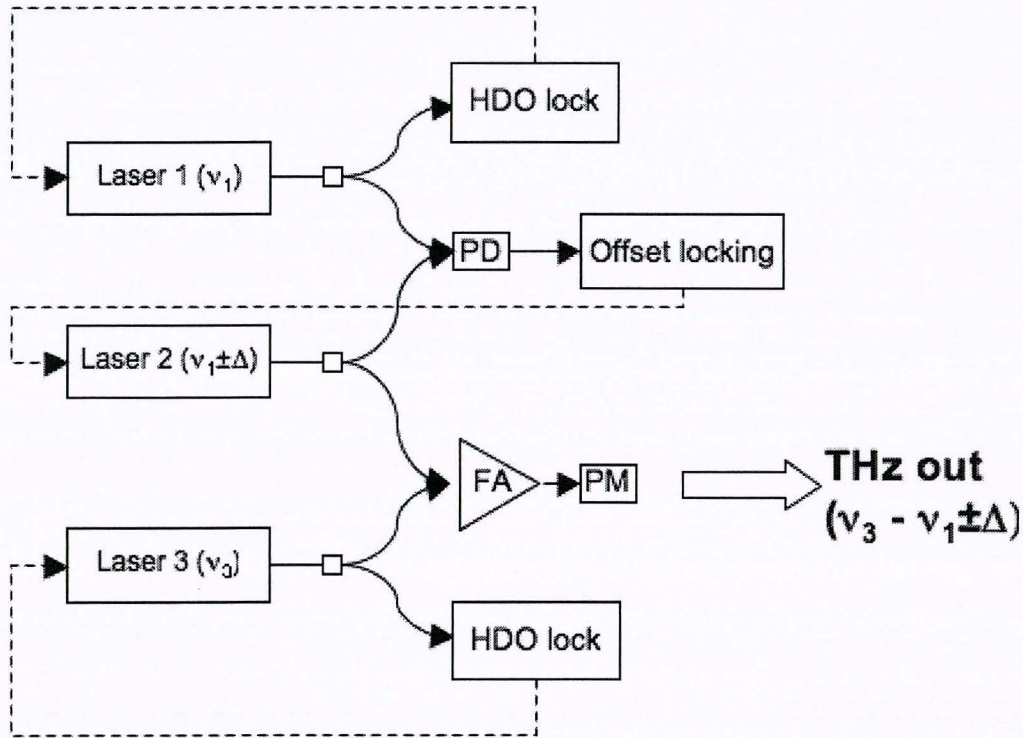 HDO lock
Laser 1 (ν₁)
PD
Offset locking
Laser 2 (ν₁±Δ)
FA
PM
THz out
(ν₃ - ν₁±Δ)
Laser 3 (ν₃)
HDO lock